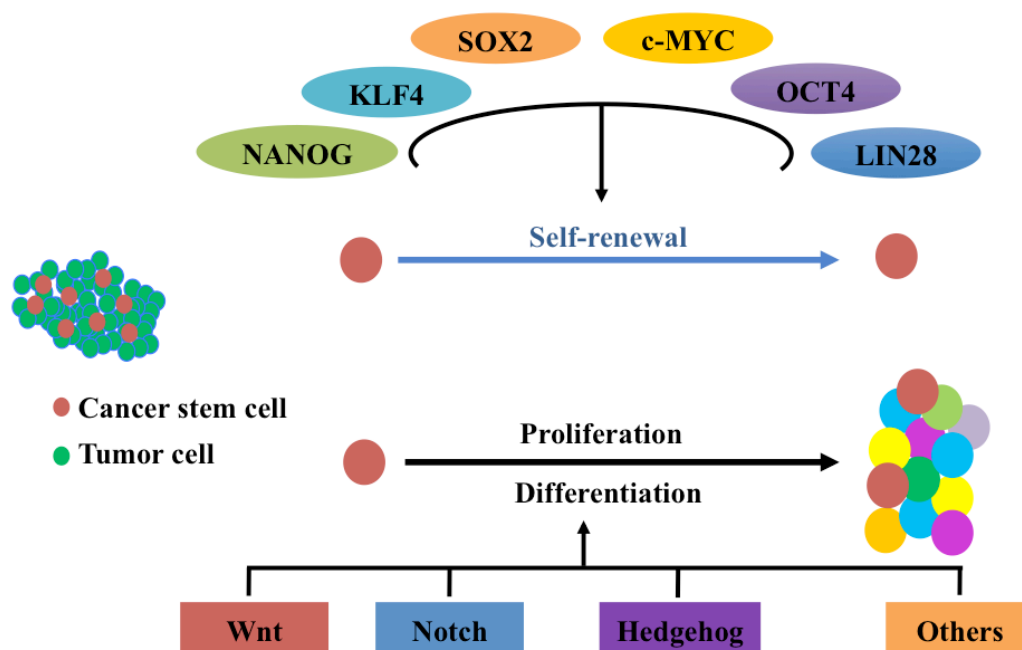 SOX2
c-MYC
KLF4
OCT4
NANOG
LIN28
Self-renewal
Cancer stem cell
Tumor cell
Proliferation
Differentiation
Wnt
Notch
Hedgehog
Others